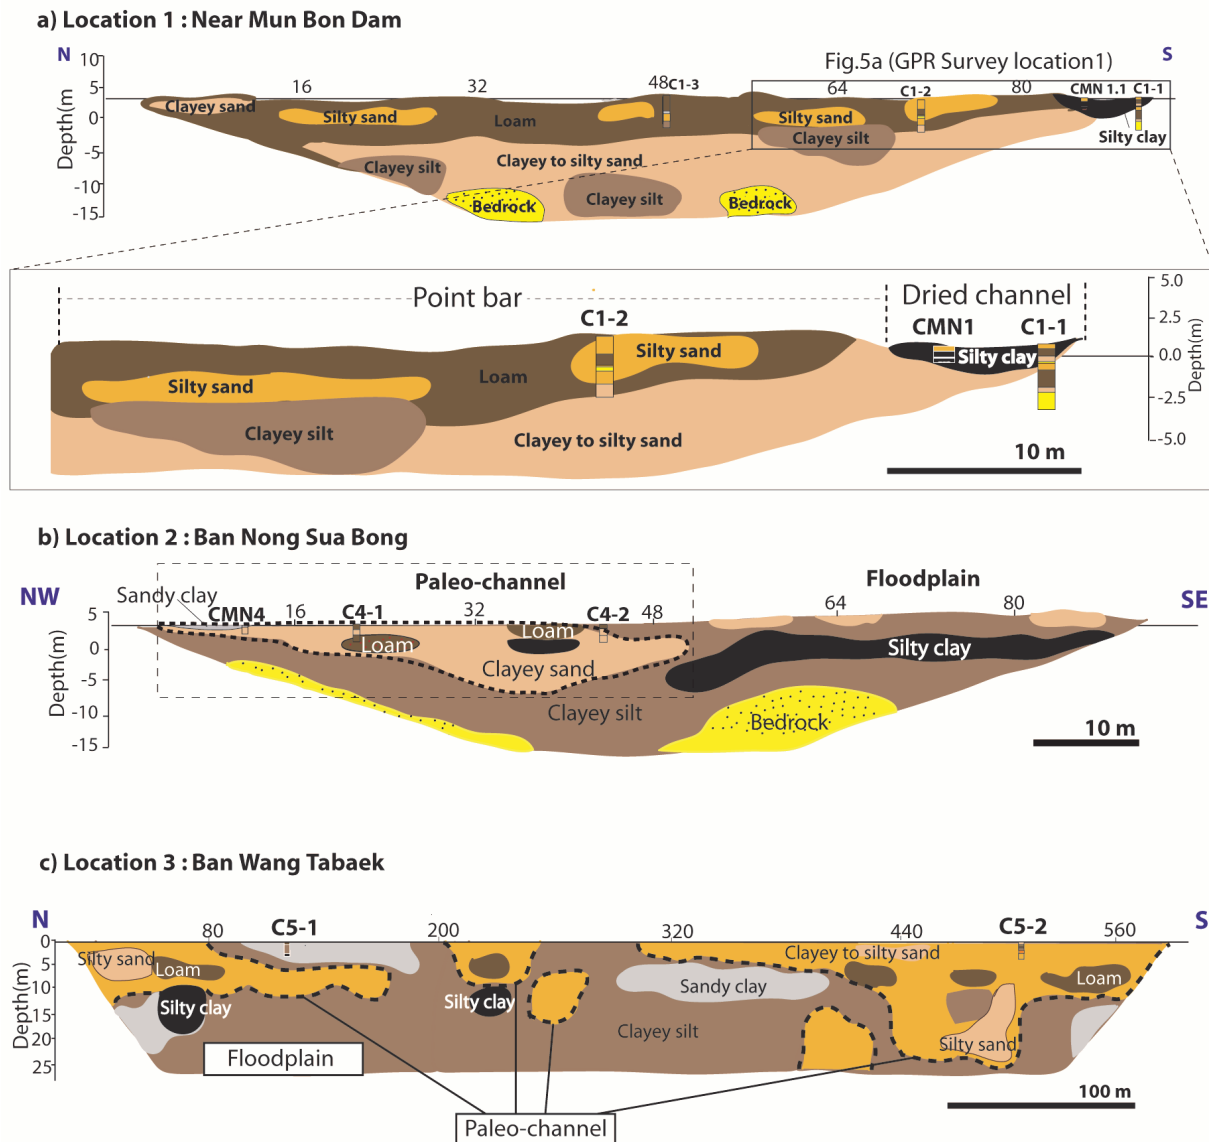 a) Location 1 : Near Mun Bon Dam
N
S
Fig.5a (GPR Survey location1)
Depth(m
10
5
0
-5
-10
-15
16
32
48
C1-3
64
C1-2
80
CMN 1.1
C1-1
Clayey sand
Silty sand
Loam
Silty sand
Silty clay
Clayey silt
Clayey silt
Clayey to silty sand
Clayey silt
Bedrock
Bedrock
Point bar
Dried channel
C1-2
CMN1
C1-1
5.0
2.5
0.0
-2.5
-5.0
Depth(m)
Silty sand
Silty clay
Silty sand
Loam
Clayey silt
Clayey to silty sand
10 m
b) Location 2 : Ban Nong Sua Bong
NW
SE
Paleo-channel
Floodplain
Sandy clay
CMN4
16
C4-1
32
C4-2
48
64
80
Depth(m)
5
0
-5
-10
-15
Loam
Loam
Clayey sand
Silty clay
Clayey silt
Bedrock
10 m
c) Location 3 : Ban Wang Tabaek
N
S
80
C5-1
200
320
440
C5-2
560
Depth(m)
0
5
10
15
20
25
Silty sand
Loam
Clayey to silty sand
Loam
Silty clay
Silty clay
Sandy clay
Clayey silt
Silty sand
Floodplain
100 m
Paleo-channel